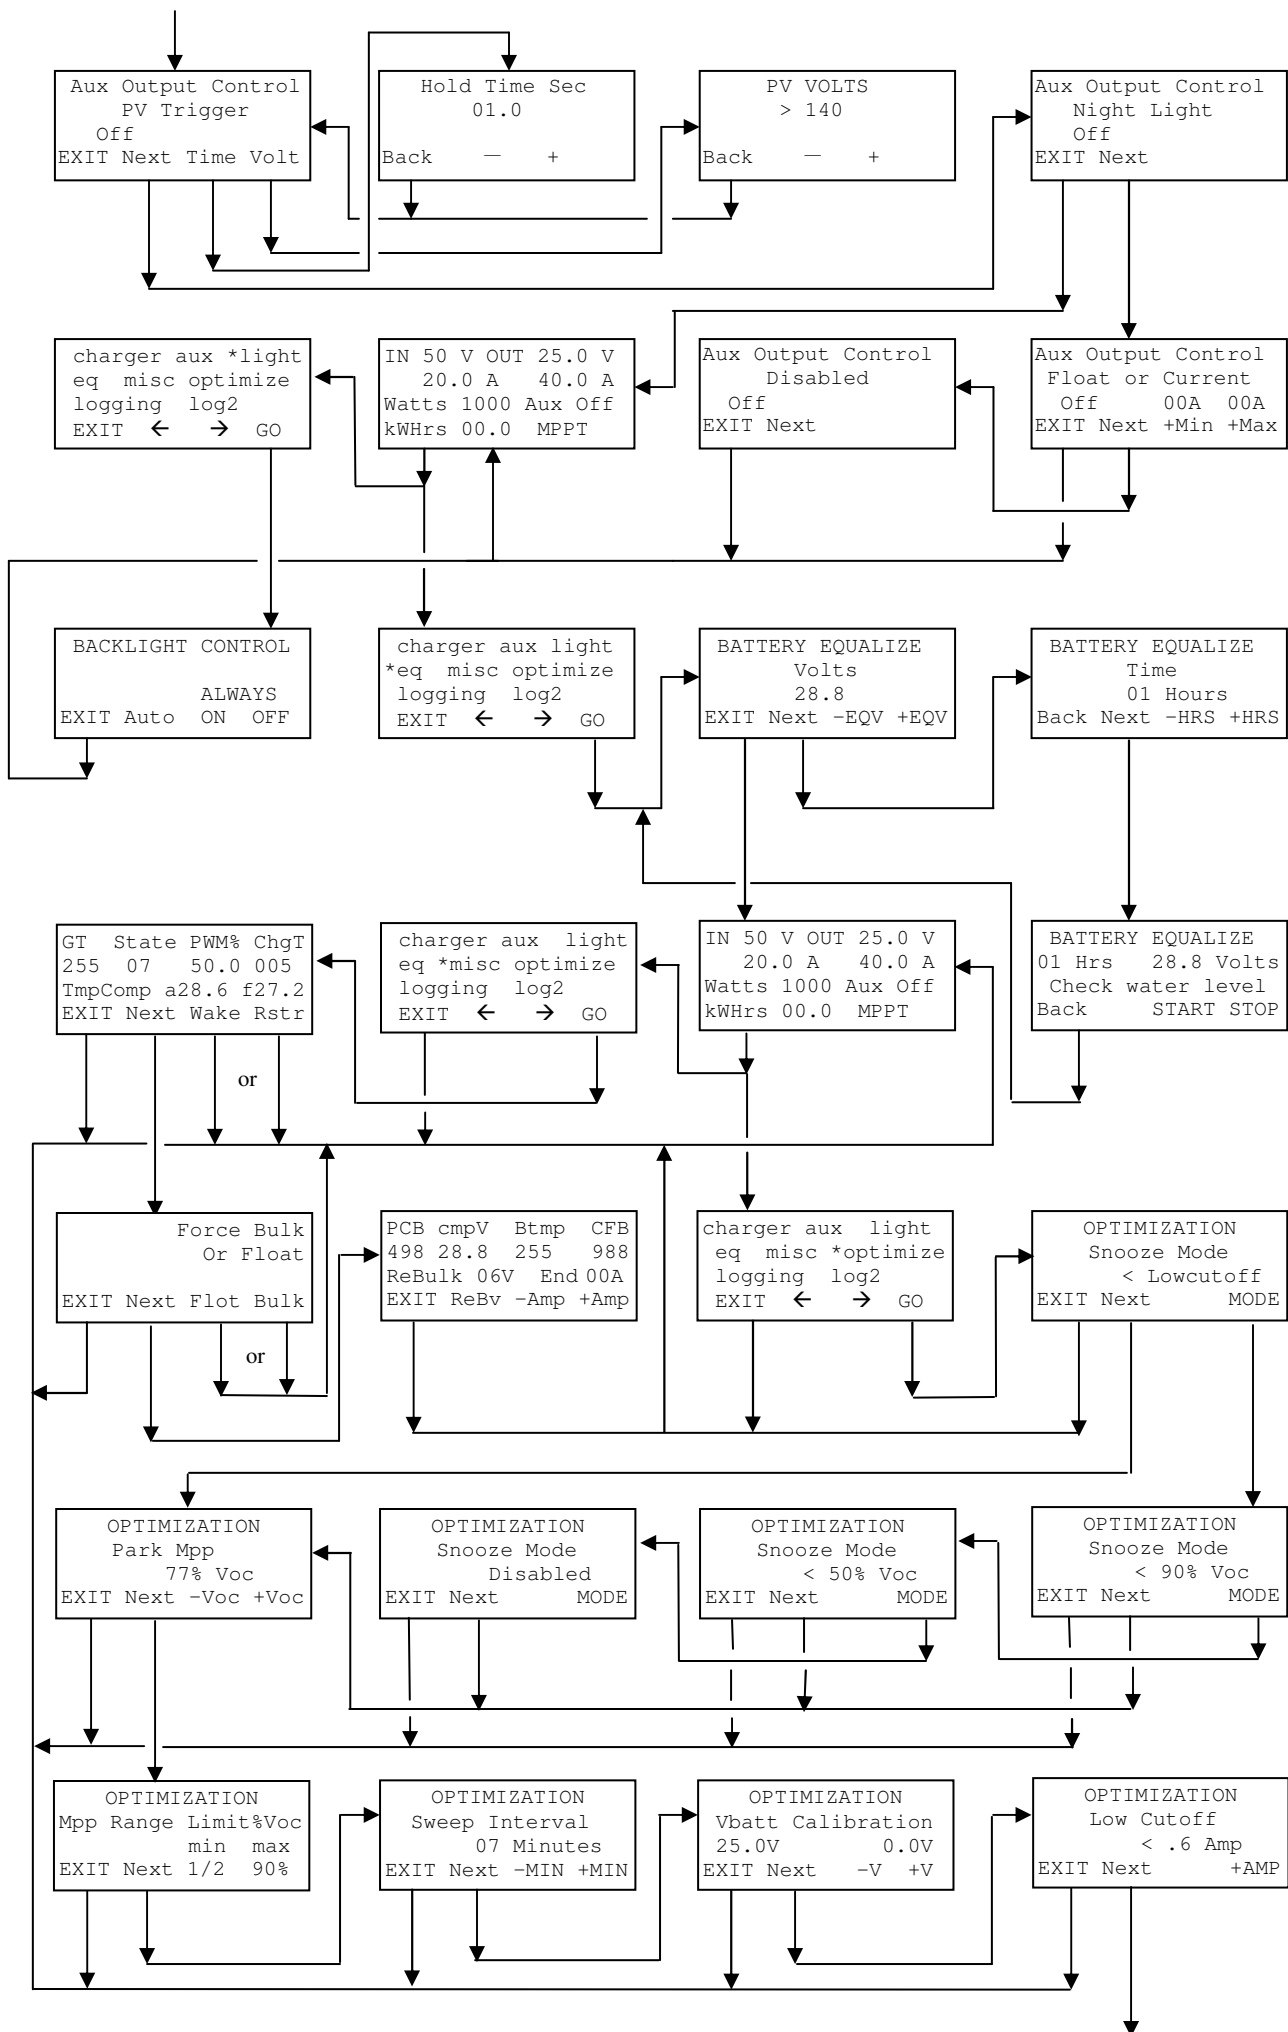 Aux Output Control
PV Trigger
Off
EXIT Next Time Volt
Hold Time Sec
01.0
Back — +
PV VOLTS
> 140
Back — +
Aux Output Control
Night Light
Off
EXIT Next
charger aux *light
eq misc optimize
logging log2
EXIT ← → GO
IN 50 V OUT 25.0 V
20.0 A 40.0 A
Watts 1000 Aux Off
kWHrs 00.0 MPPT
Aux Output Control
Disabled
Off
EXIT Next
Aux Output Control
Float or Current
Off 00A 00A
EXIT Next +Min +Max
BACKLIGHT CONTROL
ALWAYS
EXIT Auto ON OFF
charger aux light
*eq misc optimize
logging log2
EXIT ← → GO
BATTERY EQUALIZE
Volts
28.8
EXIT Next –EQV +EQV
BATTERY EQUALIZE
Time
01 Hours
Back Next –HRS +HRS
GT State PWM% ChgT
255 07 50.0 005
TmpComp a28.6 f27.2
EXIT Next Wake Rstr
or
charger aux light
eq *misc optimize
logging log2
EXIT ← → GO
IN 50 V OUT 25.0 V
20.0 A 40.0 A
Watts 1000 Aux Off
kWHrs 00.0 MPPT
BATTERY EQUALIZE
01 Hrs 28.8 Volts
Check water level
Back START STOP
Force Bulk
Or Float
EXIT Next Flot Bulk
or
PCB cmpV Btmp CFB
498 28.8 255 988
ReBulk 06V End 00A
EXIT ReBv –Amp +Amp
charger aux light
eq misc *optimize
logging log2
EXIT ← → GO
OPTIMIZATION
Snooze Mode
< Lowcutoff
EXIT Next MODE
OPTIMIZATION
Park Mpp
77% Voc
EXIT Next –Voc +Voc
OPTIMIZATION
Snooze Mode
Disabled
EXIT Next MODE
OPTIMIZATION
Snooze Mode
< 50% Voc
EXIT Next MODE
OPTIMIZATION
Snooze Mode
< 90% Voc
EXIT Next MODE
OPTIMIZATION
Mpp Range Limit%Voc
min max
EXIT Next 1/2 90%
OPTIMIZATION
Sweep Interval
07 Minutes
EXIT Next –MIN +MIN
OPTIMIZATION
Vbatt Calibration
25.0V 0.0V
EXIT Next –V +V
OPTIMIZATION
Low Cutoff
< .6 Amp
EXIT Next +AMP